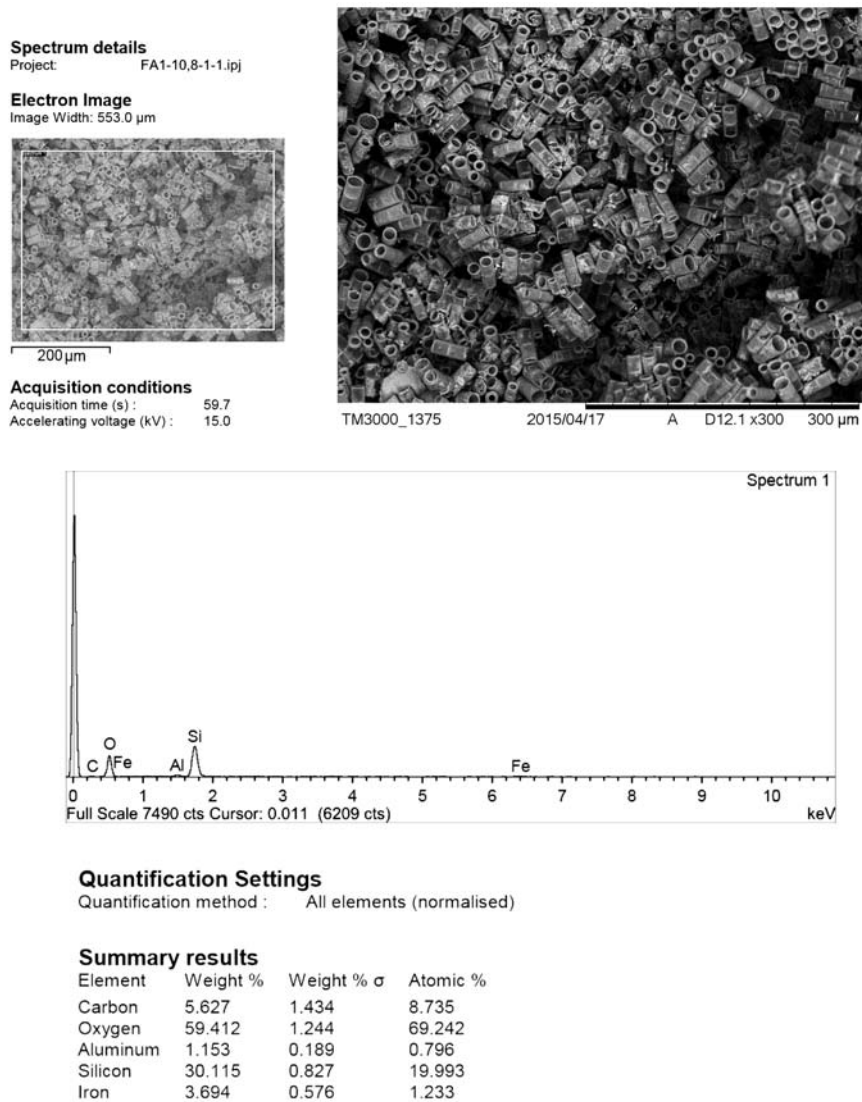 Spectrum details
Project: FA1-10,8-1-1.ipj
Electron Image
Image Width: 553.0 µm
200 µm
Acquisition conditions
Acquisition time (s) : 59.7
Accelerating voltage (kV) : 15.0
TM3000_1375 2015/04/17 A D12.1 x300 300 µm
Spectrum 1
Si
O
C Fe Al Fe
0 1 2 3 4 5 6 7 8 9 10
Full Scale 7490 cts Cursor: 0.011 (6209 cts) keV
Quantification Settings
Quantification method : All elements (normalised)
Summary results
Element Weight % Weight % σ Atomic %
Carbon 5.627 1.434 8.735
Oxygen 59.412 1.244 69.242
Aluminum 1.153 0.189 0.796
Silicon 30.115 0.827 19.993
Iron 3.694 0.576 1.233